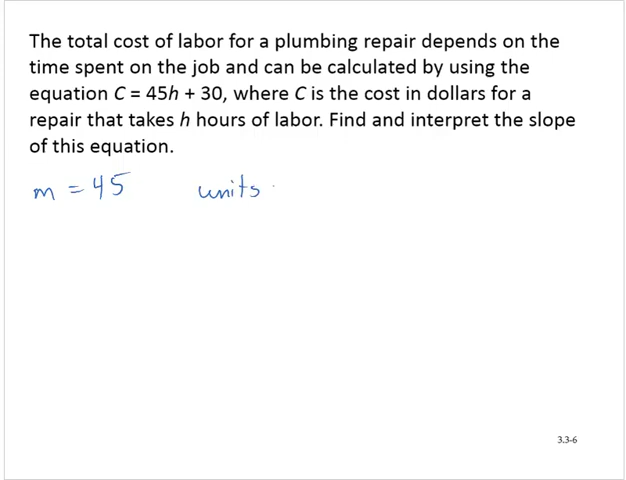 The total cost of labor for a plumbing repair depends on the
time spent on the job and can be calculated by using the
equation C = 45h + 30, where C is the cost in dollars for a
repair that takes h hours of labor. Find and interpret the slope
of this equation.
m = 45 units
3.3-6